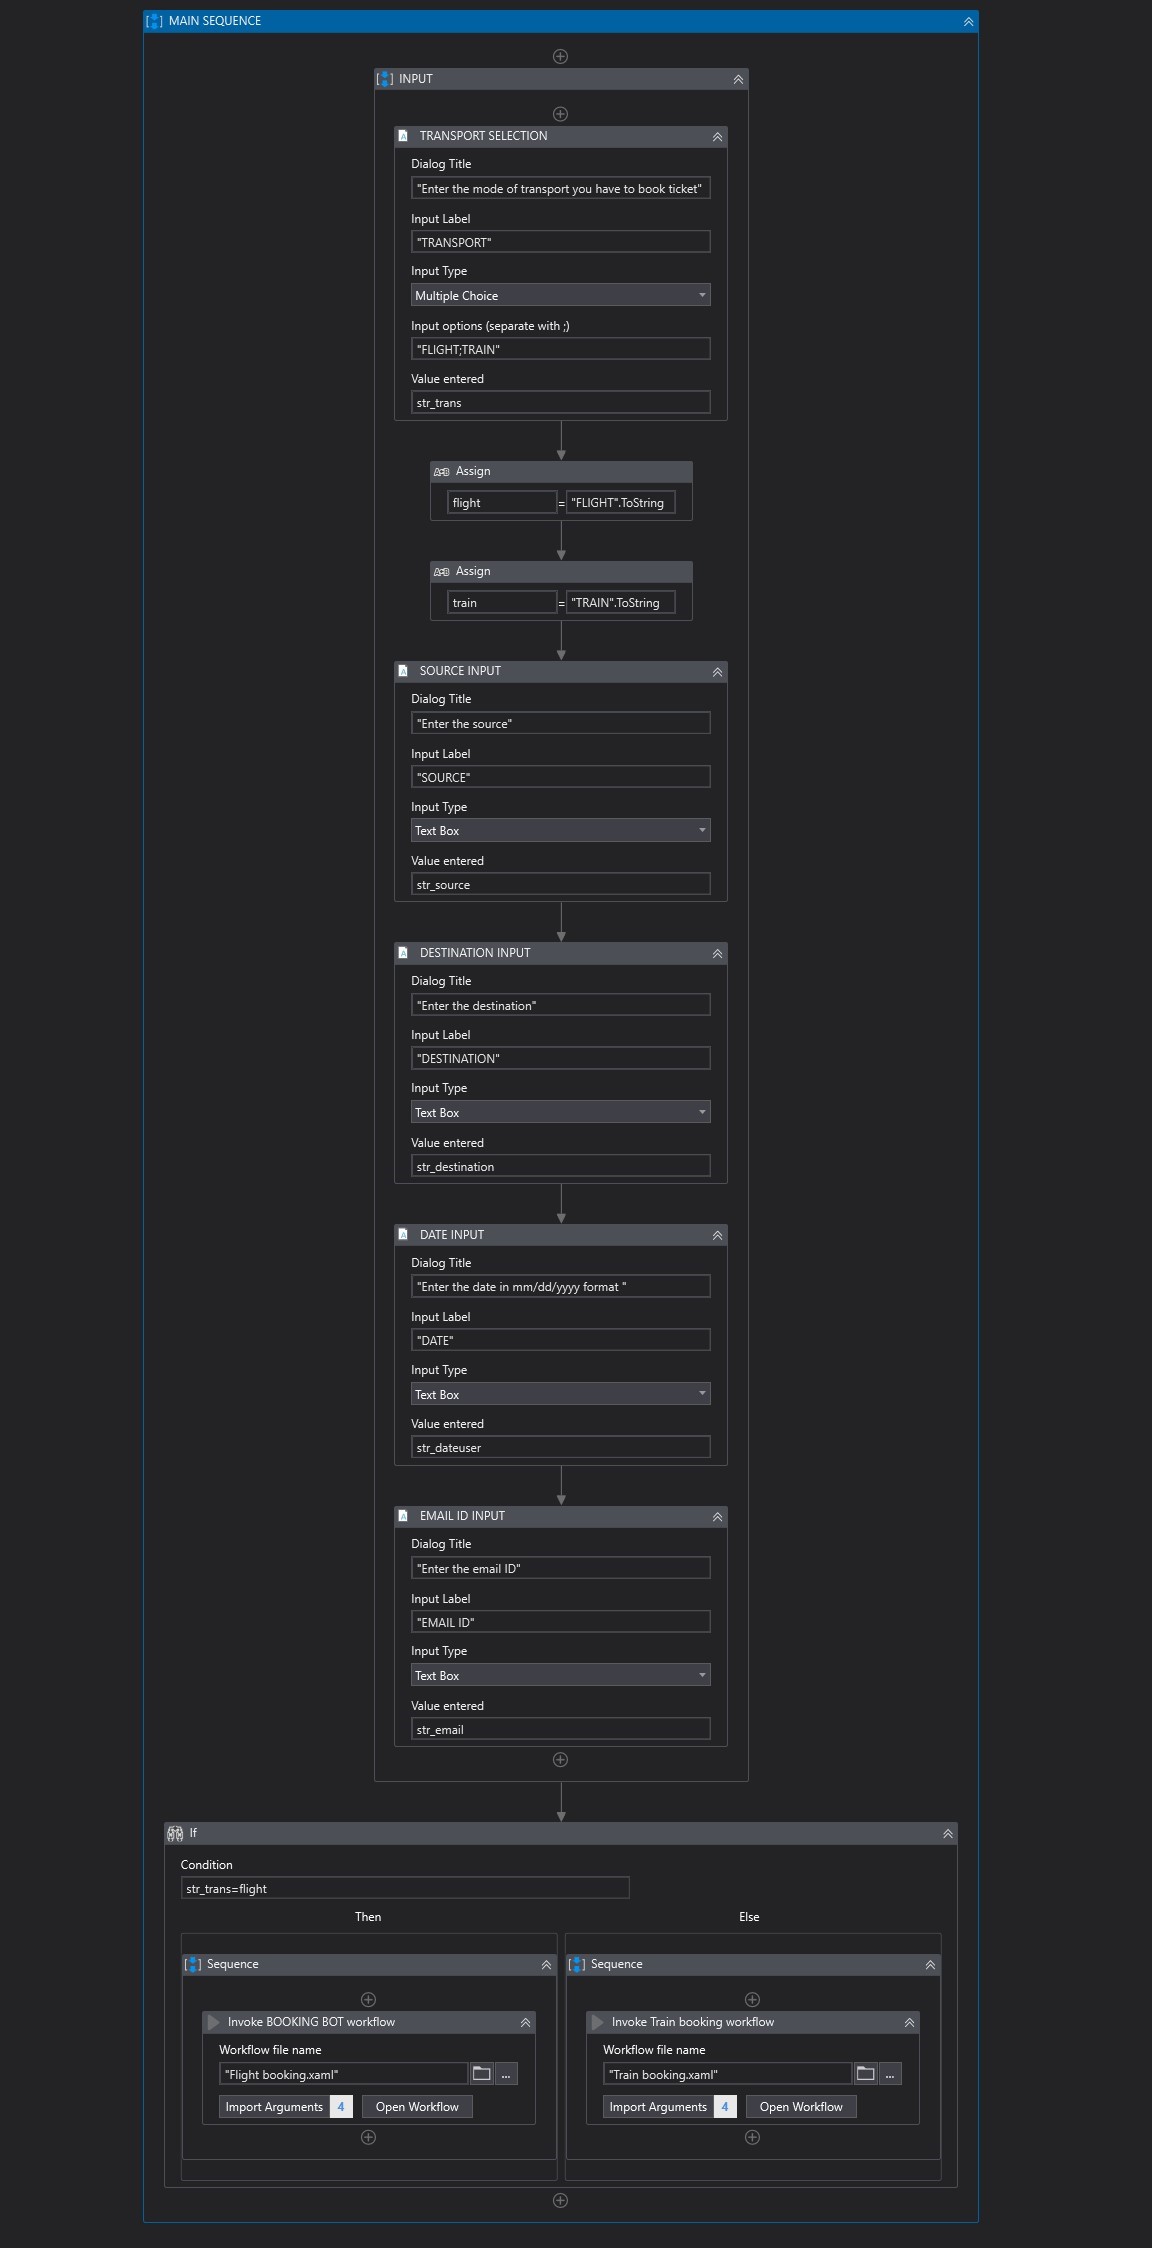 MAIN SEQUENCE
INPUT
TRANSPORT SELECTION
Dialog Title
"Enter the mode of transport you have to book ticket"
Input Label
"TRANSPORT"
Input Type
Multiple Choice
Input options (separate with ;)
"FLIGHT;TRAIN"
Value entered
str_trans
Assign
flight = "FLIGHT".ToString
Assign
train = "TRAIN".ToString
SOURCE INPUT
Dialog Title
"Enter the source"
Input Label
"SOURCE"
Input Type
Text Box
Value entered
str_source
DESTINATION INPUT
Dialog Title
"Enter the destination"
Input Label
"DESTINATION"
Input Type
Text Box
Value entered
str_destination
DATE INPUT
Dialog Title
"Enter the date in mm/dd/yyyy format "
Input Label
"DATE"
Input Type
Text Box
Value entered
str_dateuser
EMAIL ID INPUT
Dialog Title
"Enter the email ID"
Input Label
"EMAIL ID"
Input Type
Text Box
Value entered
str_email
If
Condition
str_trans=flight
Then
Sequence
Invoke BOOKING BOT workflow
Workflow file name
"Flight booking.xaml" ...
Import Arguments 4 Open Workflow
Else
Sequence
Invoke Train booking workflow
Workflow file name
"Train booking.xaml" ...
Import Arguments 4 Open Workflow